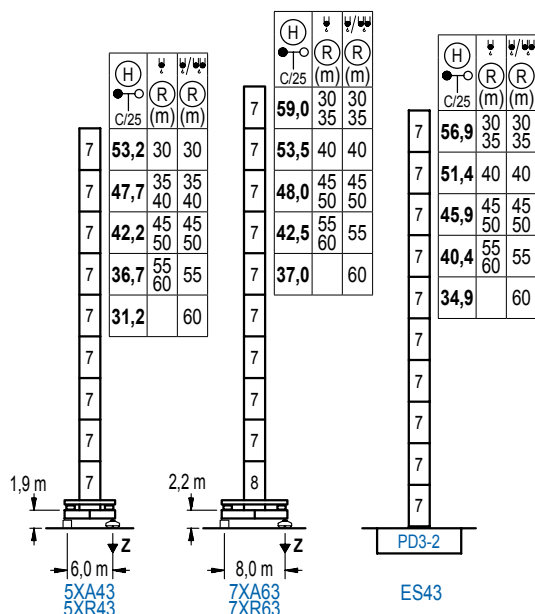 H
R
R
C/25
(m)
(m)
53,2 30 30
47,7 35 40 35 40
42,2 45 50 45 50
36,7 55 60 55
31,2 60
7
7
7
7
7
7
7
7
7
1,9 m
Z
6,0 m
5XA43
5XR43
H
R
R
C/25
(m)
(m)
59,0 30 35 30 35
53,5 40 40
48,0 45 50 45 50
42,5 55 60 55
37,0 60
7
7
7
7
7
7
7
7
7
8
2,2 m
Z
8,0 m
7XA63
7XR63
H
R
R
C/25
(m)
(m)
56,9 30 35 30 35
51,4 40 40
45,9 45 50 45 50
40,4 55 60 55
34,9 60
7
7
7
7
7
7
7
7
7
7
PD3-2
ES43